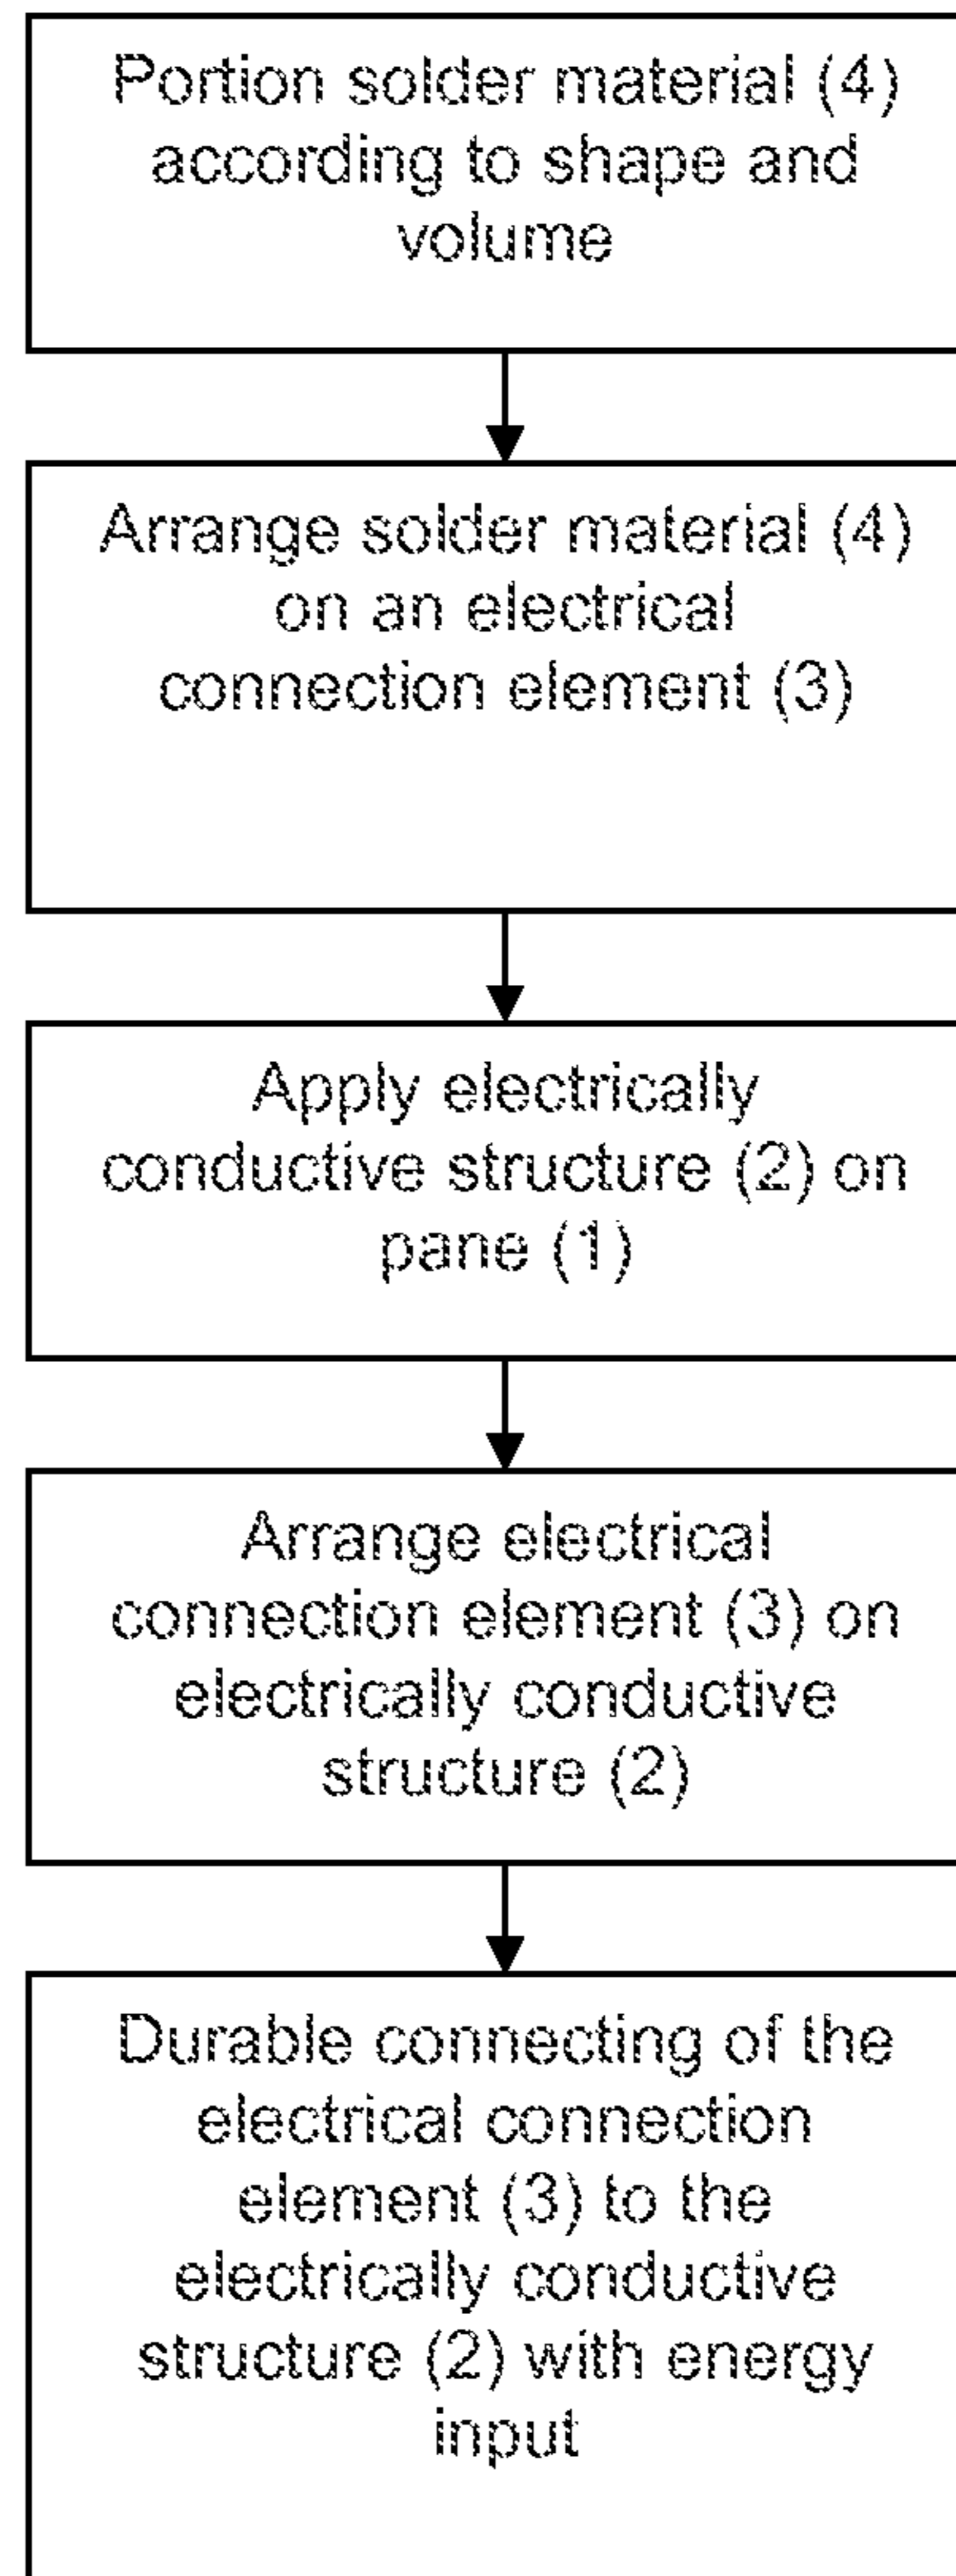 Portion solder material (4)
according to shape and
volume
Arrange solder material (4)
on an electrical
connection element (3)
Apply electrically
conductive structure (2) on
pane (1)
Arrange electrical
connection element (3) on
electrically conductive
structure (2)
Durable connecting of the
electrical connection
element (3) to the
electrically conductive
structure (2) with energy
input